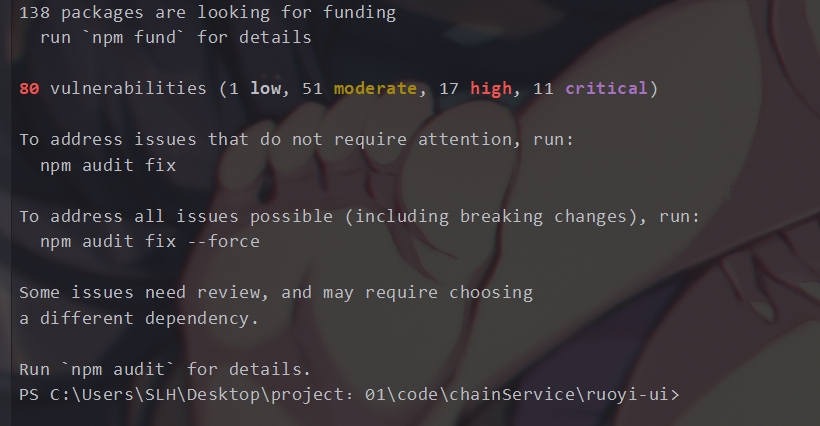 138 packages are looking for funding
  run `npm fund` for details
80 vulnerabilities (1 low, 51 moderate, 17 high, 11 critical)
To address issues that do not require attention, run:
  npm audit fix
To address all issues possible (including breaking changes), run:
  npm audit fix --force
Some issues need review, and may require choosing
a different dependency.
Run `npm audit` for details.
PS C:\Users\SLH\Desktop\project：01\code\chainService\ruoyi-ui>